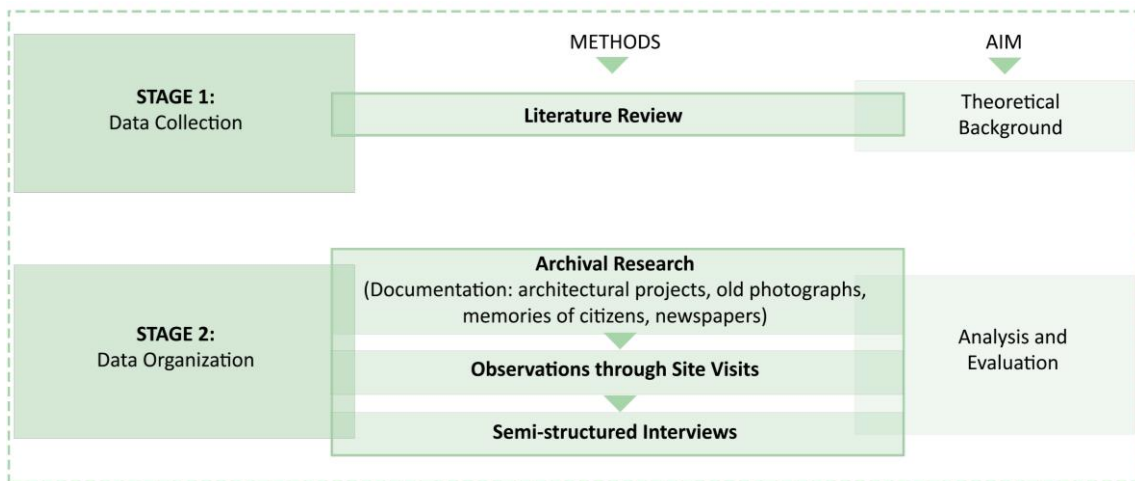 METHODS
AIM
STAGE 1:
Data Collection
Literature Review
Theoretical
Background
STAGE 2:
Data Organization
Archival Research
(Documentation: architectural projects, old photographs,
memories of citizens, newspapers)
Observations through Site Visits
Semi-structured Interviews
Analysis and
Evaluation